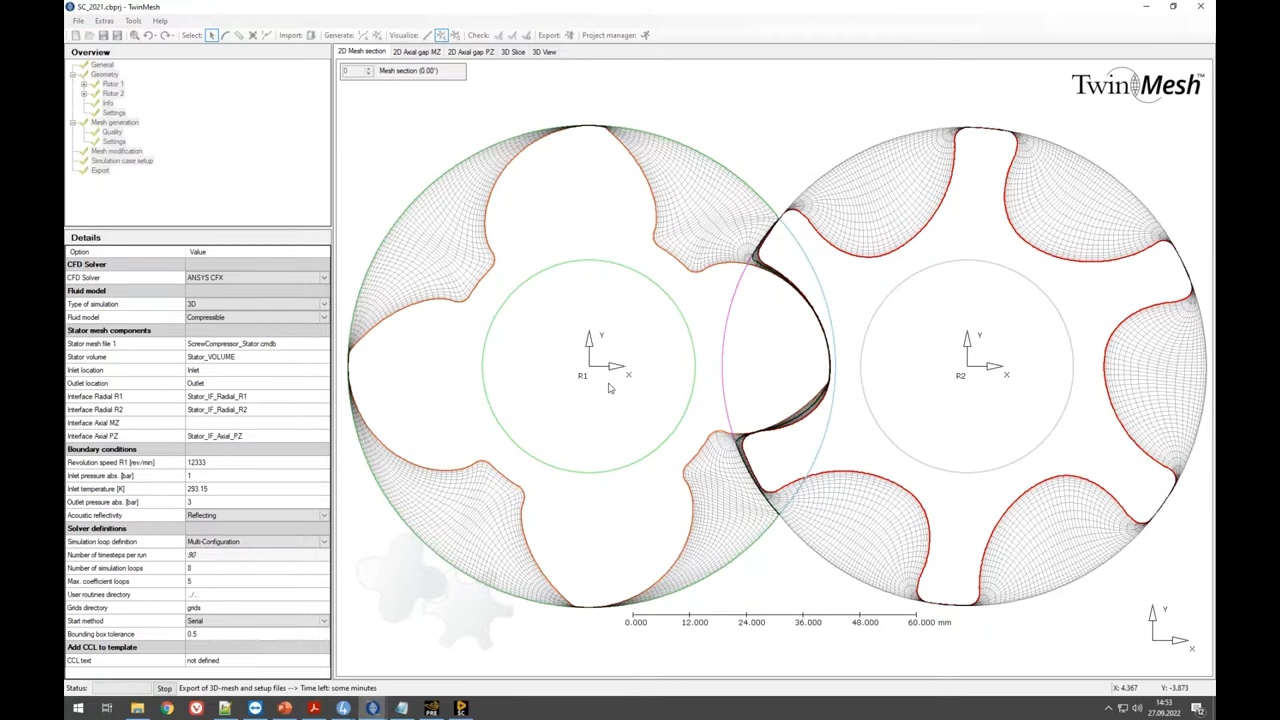 SC_2021.cbprj - TwinMesh
File Extras Tools Help
Select: Import: Generate: Visualize: Check: Export: Project manager:
Overview
General
Geometry
Rotor 1
Rotor 2
Info
Settings
Mesh generation
Quality
Settings
Mesh modification
Simulation case setup
Export
Details
Option Value
CFD Solver
CFD Solver ANSYS CFX
Fluid model
Type of simulation 3D
Fluid model Compressible
Stator mesh components
Stator mesh file 1 ScrewCompressor_Stator.cmdb
Stator volume Stator_VOLUME
Inlet location Inlet
Outlet location Outlet
Interface Radial R1 Stator_IF_Radial_R1
Interface Radial R2 Stator_IF_Radial_R2
Interface Axial MZ
Interface Axial PZ Stator_IF_Axial_PZ
Boundary conditions
Revolution speed R1 [rev/min] 12333
Inlet pressure abs. [bar] 1
Inlet temperature [K] 293.15
Outlet pressure abs. [bar] 3
Acoustic reflectivity Reflecting
Solver definitions
Simulation loop definition Multi-Configuration
Number of timesteps per run 90
Number of simulation loops 8
Max. coefficient loops 5
User routines directory ../..
Grids directory grids
Start method Serial
Bounding box tolerance 0.5
Add CCL to template
CCL text not defined
2D Mesh section 2D Axial gap MZ 2D Axial gap PZ 3D Slice 3D View
0 Mesh section (0.00°)
TwinMesh™
Y
R1 X
Y
R2 X
0.000 12.000 24.000 36.000 48.000 60.000 mm
Y
X
Status: Stop Export of 3D-mesh and setup files --> Time left: some minutes X: 4.367 Y: -3.873
PRE SC
14:53
27.09.2022